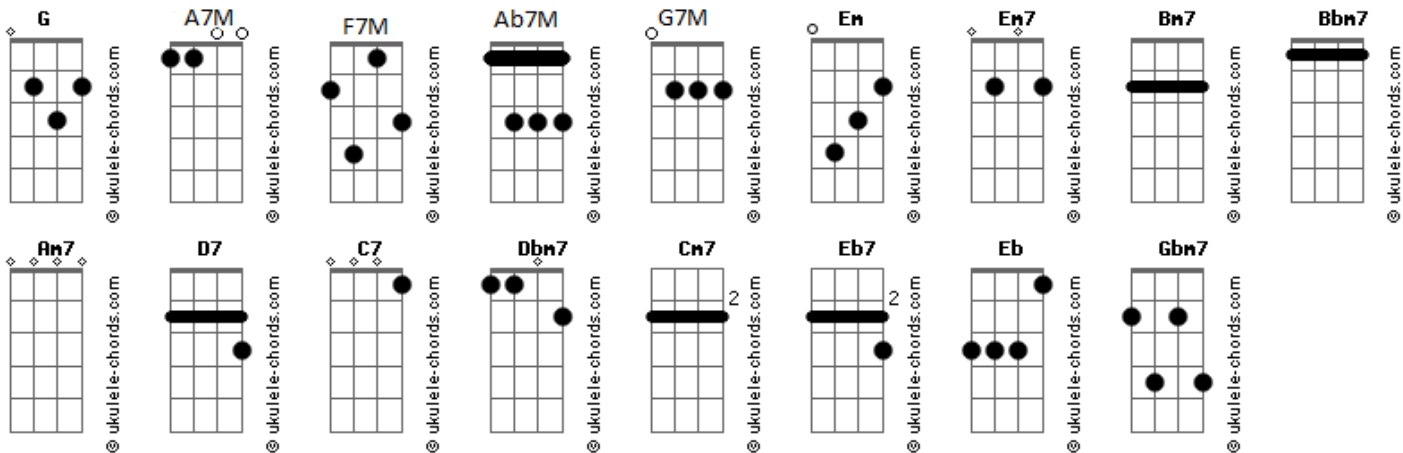 G A7M F7M Ab7M G7M Em Em7 Bm7 Bbm7
© ukulele-chords.com © ukulele-chords.com © ukulele-chords.com © ukulele-chords.com © ukulele-chords.com © ukulele-chords.com © ukulele-chords.com © ukulele-chords.com © ukulele-chords.com
Am7 D7 C7 Dbm7 Cm7 Eb7 Eb Gbm7
2 2
© ukulele-chords.com © ukulele-chords.com © ukulele-chords.com © ukulele-chords.com © ukulele-chords.com © ukulele-chords.com © ukulele-chords.com © ukulele-chords.com